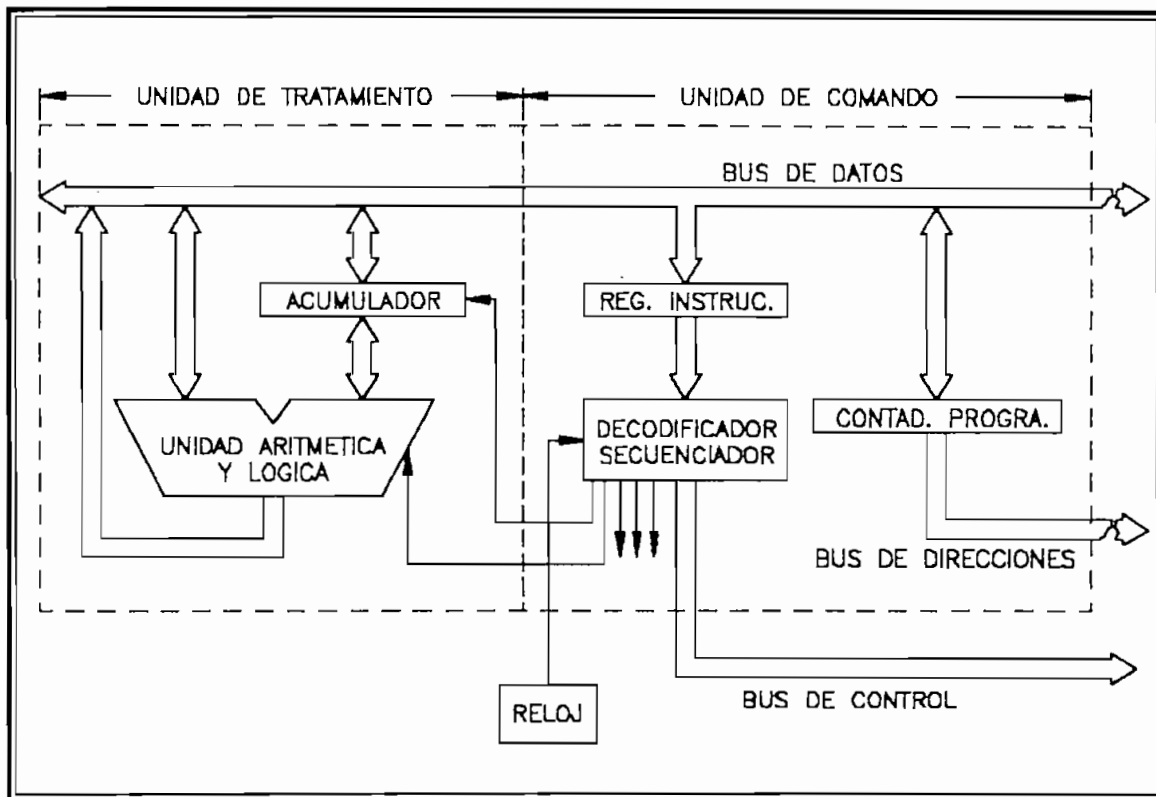 UNIDAD DE TRATAMIENTO
UNIDAD DE COMANDO
BUS DE DATOS
ACUMULADOR
REG. INSTRUC.
UNIDAD ARITMETICA
Y LOGICA
DECODIFICADOR
SECUENCIADOR
CONTAD. PROGRA.
BUS DE DIRECCIONES
RELOJ
BUS DE CONTROL